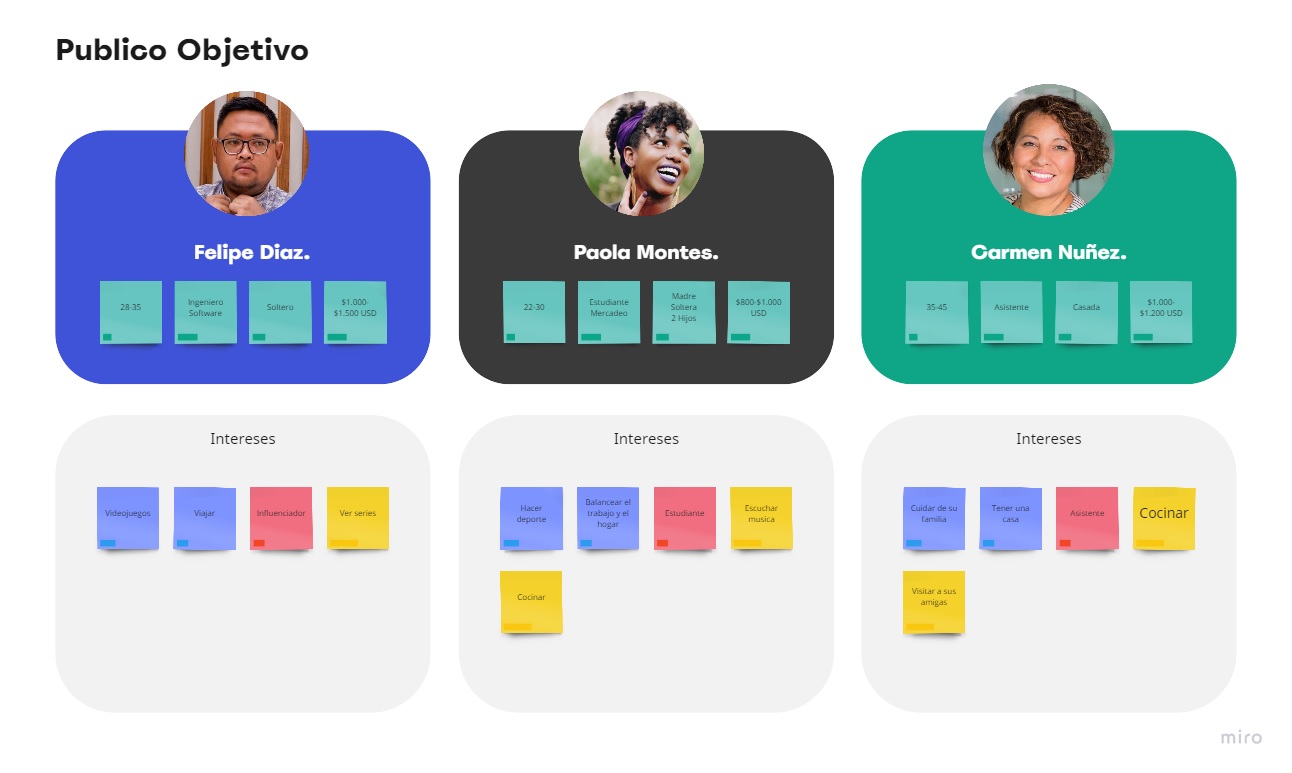 Publico Objetivo
Felipe Diaz.
28-35
Ingeniero
Software
Soltero
$1.000-
$1.500 USD
Paola Montes.
22-30
Estudiante
Mercadeo
Madre
Soltera
2 Hijos
$800-$1.000
USD
Carmen Nuñez.
35-45
Asistente
Casada
$1.000-
$1.200 USD
Intereses
Videojuegos
Viajar
Influenciador
Ver series
Intereses
Hacer
deporte
Balancear el
trabajo y el
hogar
Estudiante
Escuchar
musica
Cocinar
Intereses
Cuidar de su
familia
Tener una
casa
Asistente
Cocinar
Visitar a sus
amigas
miro